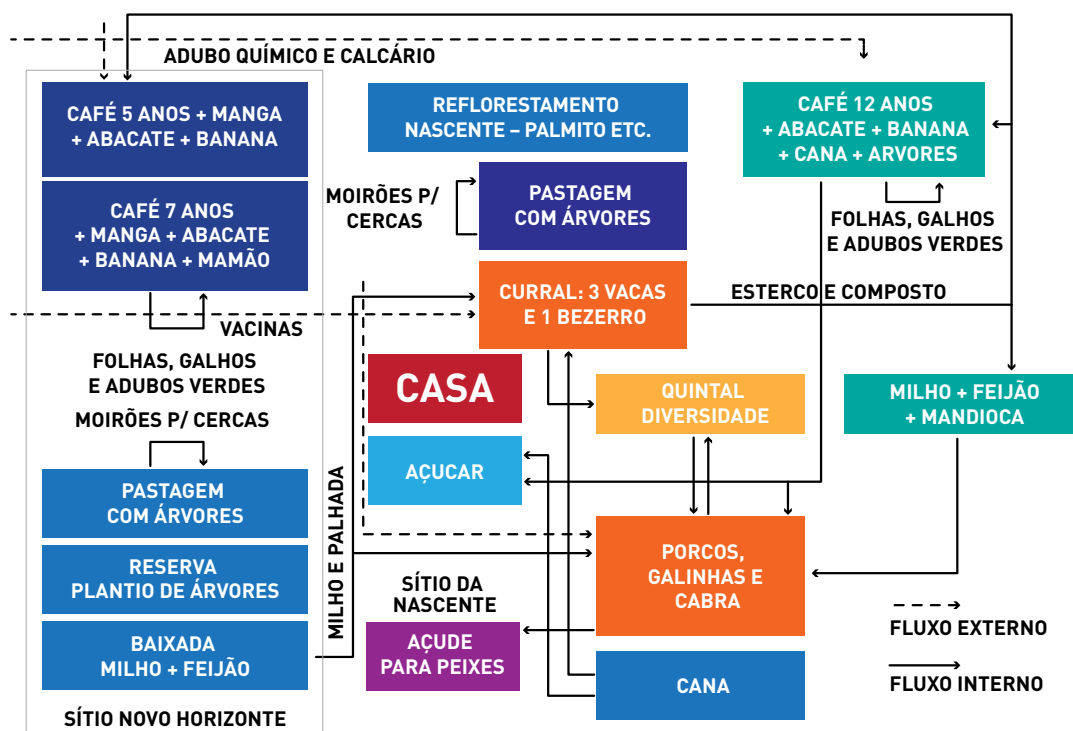 ADUBO QUÍMICO E CALCÁRIO
CAFÉ 5 ANOS + MANGA
+ ABACATE + BANANA
CAFÉ 7 ANOS
+ MANGA + ABACATE
+ BANANA + MAMÃO
VACINAS
FOLHAS, GALHOS
E ADUBOS VERDES
MOIRÕES P/ CERCAS
PASTAGEM
COM ÁRVORES
RESERVA
PLANTIO DE ÁRVORES
BAIXADA
MILHO + FEIJÃO
SÍTIO NOVO HORIZONTE
MILHO E PALHADA
REFLORESTAMENTO
NASCENTE – PALMITO ETC.
MOIRÕES P/
CERCAS
PASTAGEM
COM ÁRVORES
CURRAL: 3 VACAS
E 1 BEZERRO
CASA
QUINTAL
DIVERSIDADE
AÇUCAR
PORCOS,
GALINHAS E
CABRA
SÍTIO DA
NASCENTE
AÇUDE
PARA PEIXES
CANA
CAFÉ 12 ANOS
+ ABACATE + BANANA
+ CANA + ARVORES
FOLHAS, GALHOS
E ADUBOS VERDES
ESTERCO E COMPOSTO
MILHO + FEIJÃO
+ MANDIOCA
FLUXO EXTERNO
FLUXO INTERNO